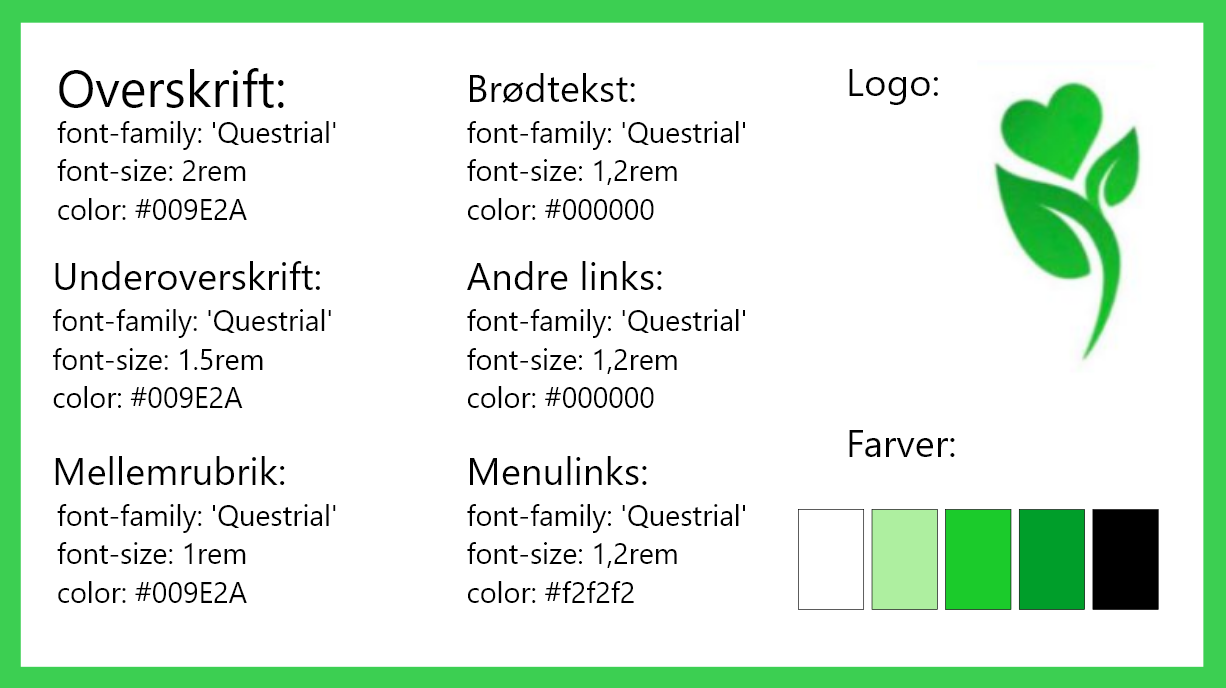 Overskrift:
font-family: 'Questrial'
font-size: 2rem
color: #009E2A
Underoverskrift:
font-family: 'Questrial'
font-size: 1.5rem
color: #009E2A
Mellemrubrik:
font-family: 'Questrial'
font-size: 1rem
color: #009E2A
Brødtekst:
font-family: 'Questrial'
font-size: 1,2rem
color: #000000
Andre links:
font-family: 'Questrial'
font-size: 1,2rem
color: #000000
Menulinks:
font-family: 'Questrial'
font-size: 1,2rem
color: #f2f2f2
Logo:
Farver: